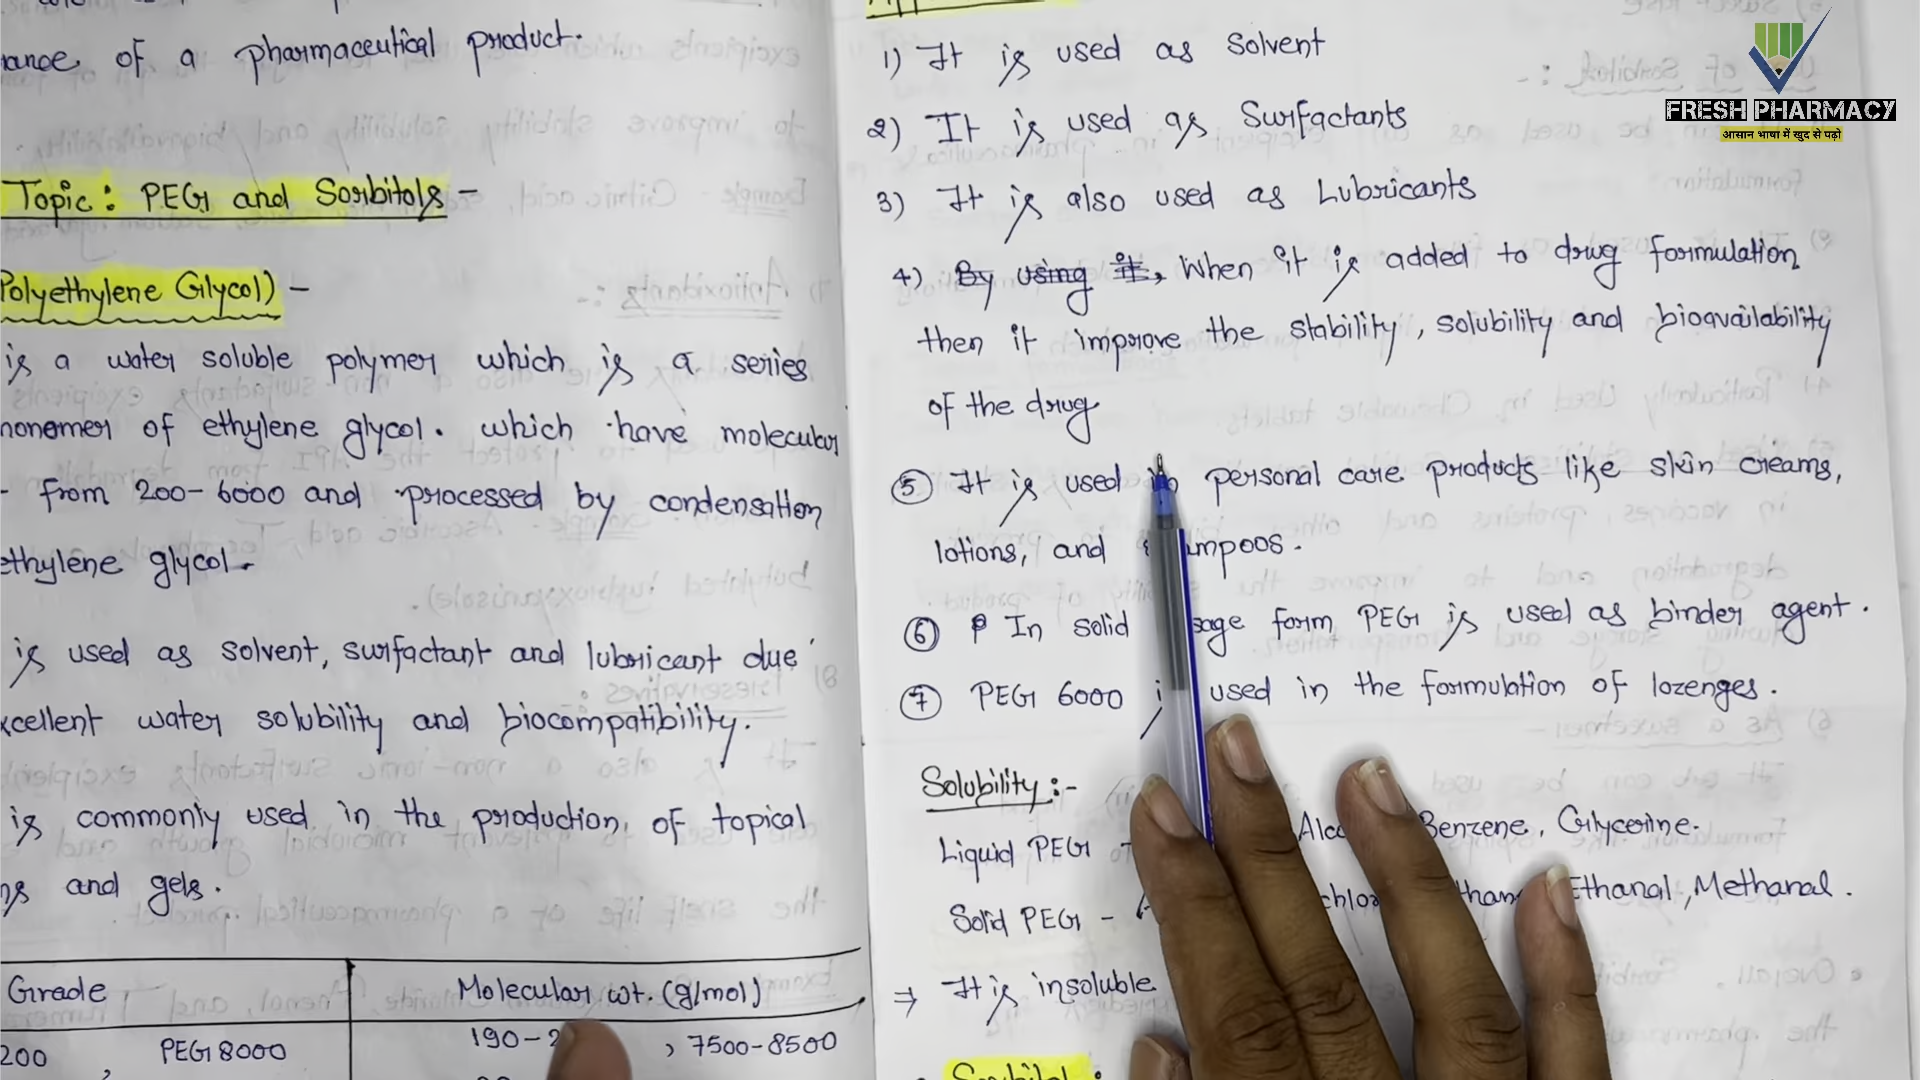 of a pharmaceutical product.
Topic: PEG and Sorbitols -
Polyethylene Glycol) -
is a water soluble polymer which is a series
of ethylene glycol. which have molecular
- from 200-6000 and processed by condensation
ethylene glycol.
is used as solvent, surfactant and lubricant due
water solubility and biocompatibility.
is commonly used in the production, of topical
and gels.
Grade Molecular wt. (g/mol)
200 , PEG 8000 190-2 , 7500-8500
1) It is used as Solvent
2) It is used as Surfactants
3) It is also used as Lubricants
4) By using it, When it is added to drug formulation
then it improve the stability, solubility and bioavailability
of the drug
5 It is used in personal care products like skin creams,
lotions, and
6 In solid form PEG is used as binder agent.
7 PEG 6000 used in the formulation of lozenges.
Solubility :-
Liquid PEG Benzene, Glycerine.
Solid PEG - Ethanal, Methanal.
⇒ It is insoluble
Sorbitol :
FRESH PHARMACY
आसान भाषा में खुद से पढ़ो